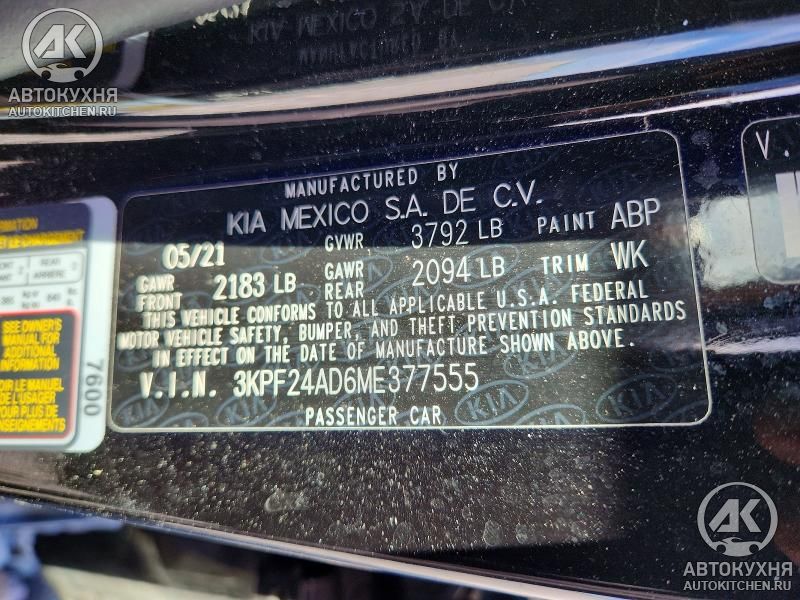 KIA MEXICO
АВТОКУХНЯ
AUTOKITCHEN.RU
MANUFACTURED BY
KIA MEXICO S.A. DE C.V.
05/21 GVWR 3792 LB PAINT ABP
GAWR FRONT 2183 LB GAWR REAR 2094 LB TRIM WK
THIS VEHICLE CONFORMS TO ALL APPLICABLE U.S.A. FEDERAL
MOTOR VEHICLE SAFETY, BUMPER, AND THEFT PREVENTION STANDARDS
IN EFFECT ON THE DATE OF MANUFACTURE SHOWN ABOVE.
V.I.N. 3KPF24AD6ME377555
PASSENGER CAR
SEE OWNER'S
MANUAL FOR
ADDITIONAL
INFORMATION
7600
V.
АВТОКУХНЯ
AUTOKITCHEN.RU